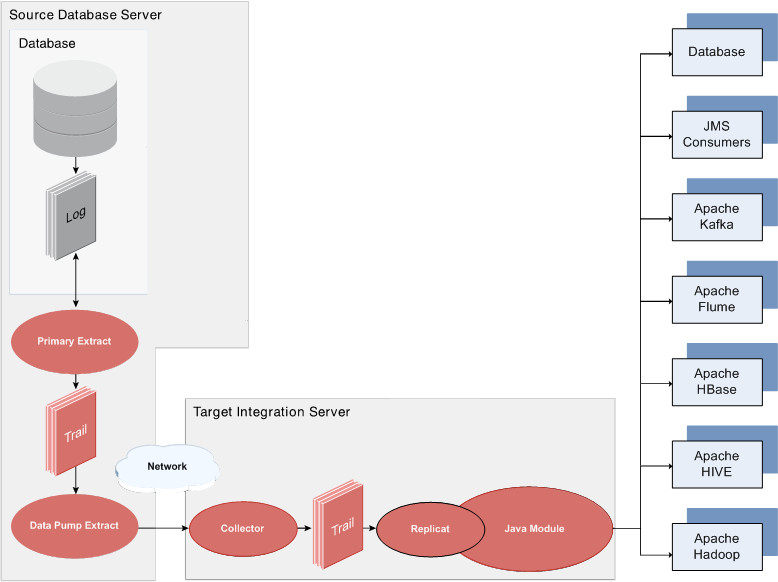 Source Database Server
Database
Log
Primary Extract
Trail
Data Pump Extract
Network
Target Integration Server
Collector
Trail
Replicat
Java Module
Database
JMS
Consumers
Apache
Kafka
Apache
Flume
Apache
HBase
Apache
HIVE
Apache
Hadoop